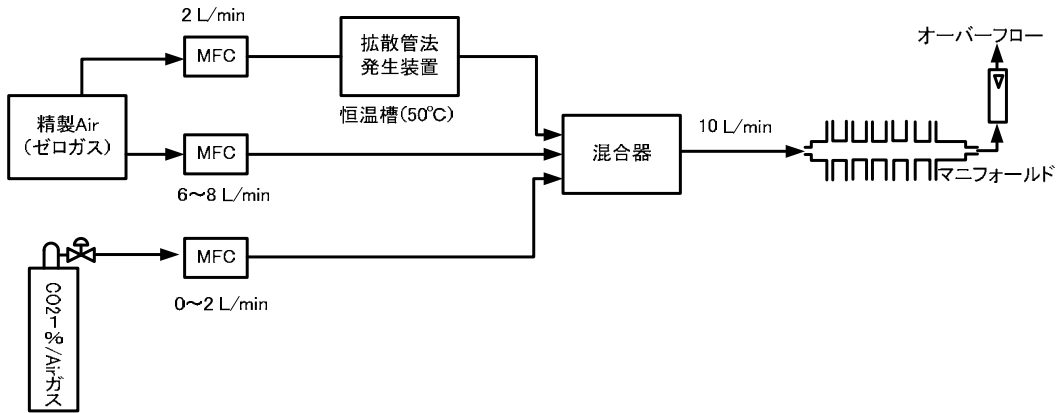 2 L/min
MFC
拡散管法
発生装置
恒温槽(50℃)
精製Air
(ゼロガス)
MFC
6～8 L/min
混合器
10 L/min
オーバーフロー
マニフォールド
MFC
0～2 L/min
CO21%/Airガス